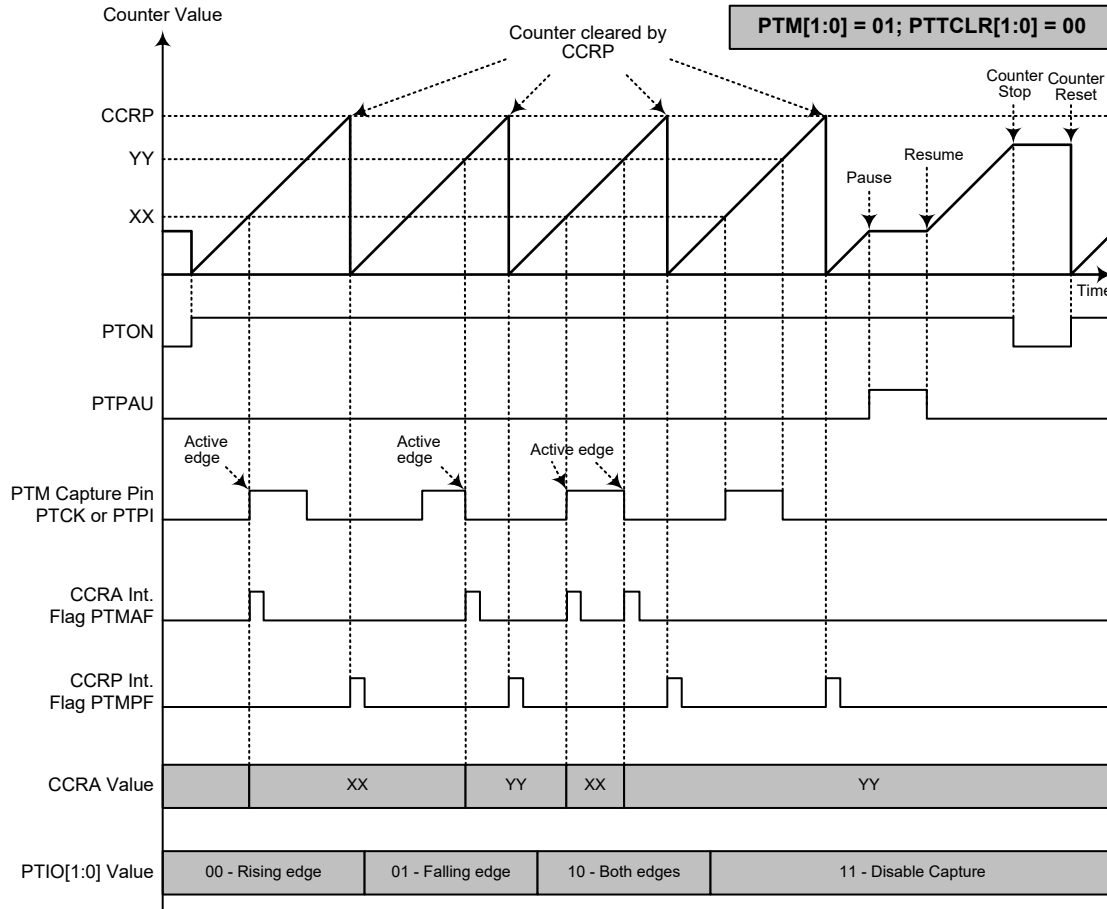 Counter Value
PTM[1:0] = 01; PTTCLR[1:0] = 00
Counter cleared by
CCRP
Counter
Stop
Counter
Reset
CCRP
YY
XX
Pause
Resume
Time
PTON
PTPAU
Active
edge
Active
edge
Active edge
PTM Capture Pin
PTCK or PTPI
CCRA Int.
Flag PTMAF
CCRP Int.
Flag PTMPF
CCRA Value
XX
YY
XX
YY
PTIO[1:0] Value
00 - Rising edge
01 - Falling edge
10 - Both edges
11 - Disable Capture